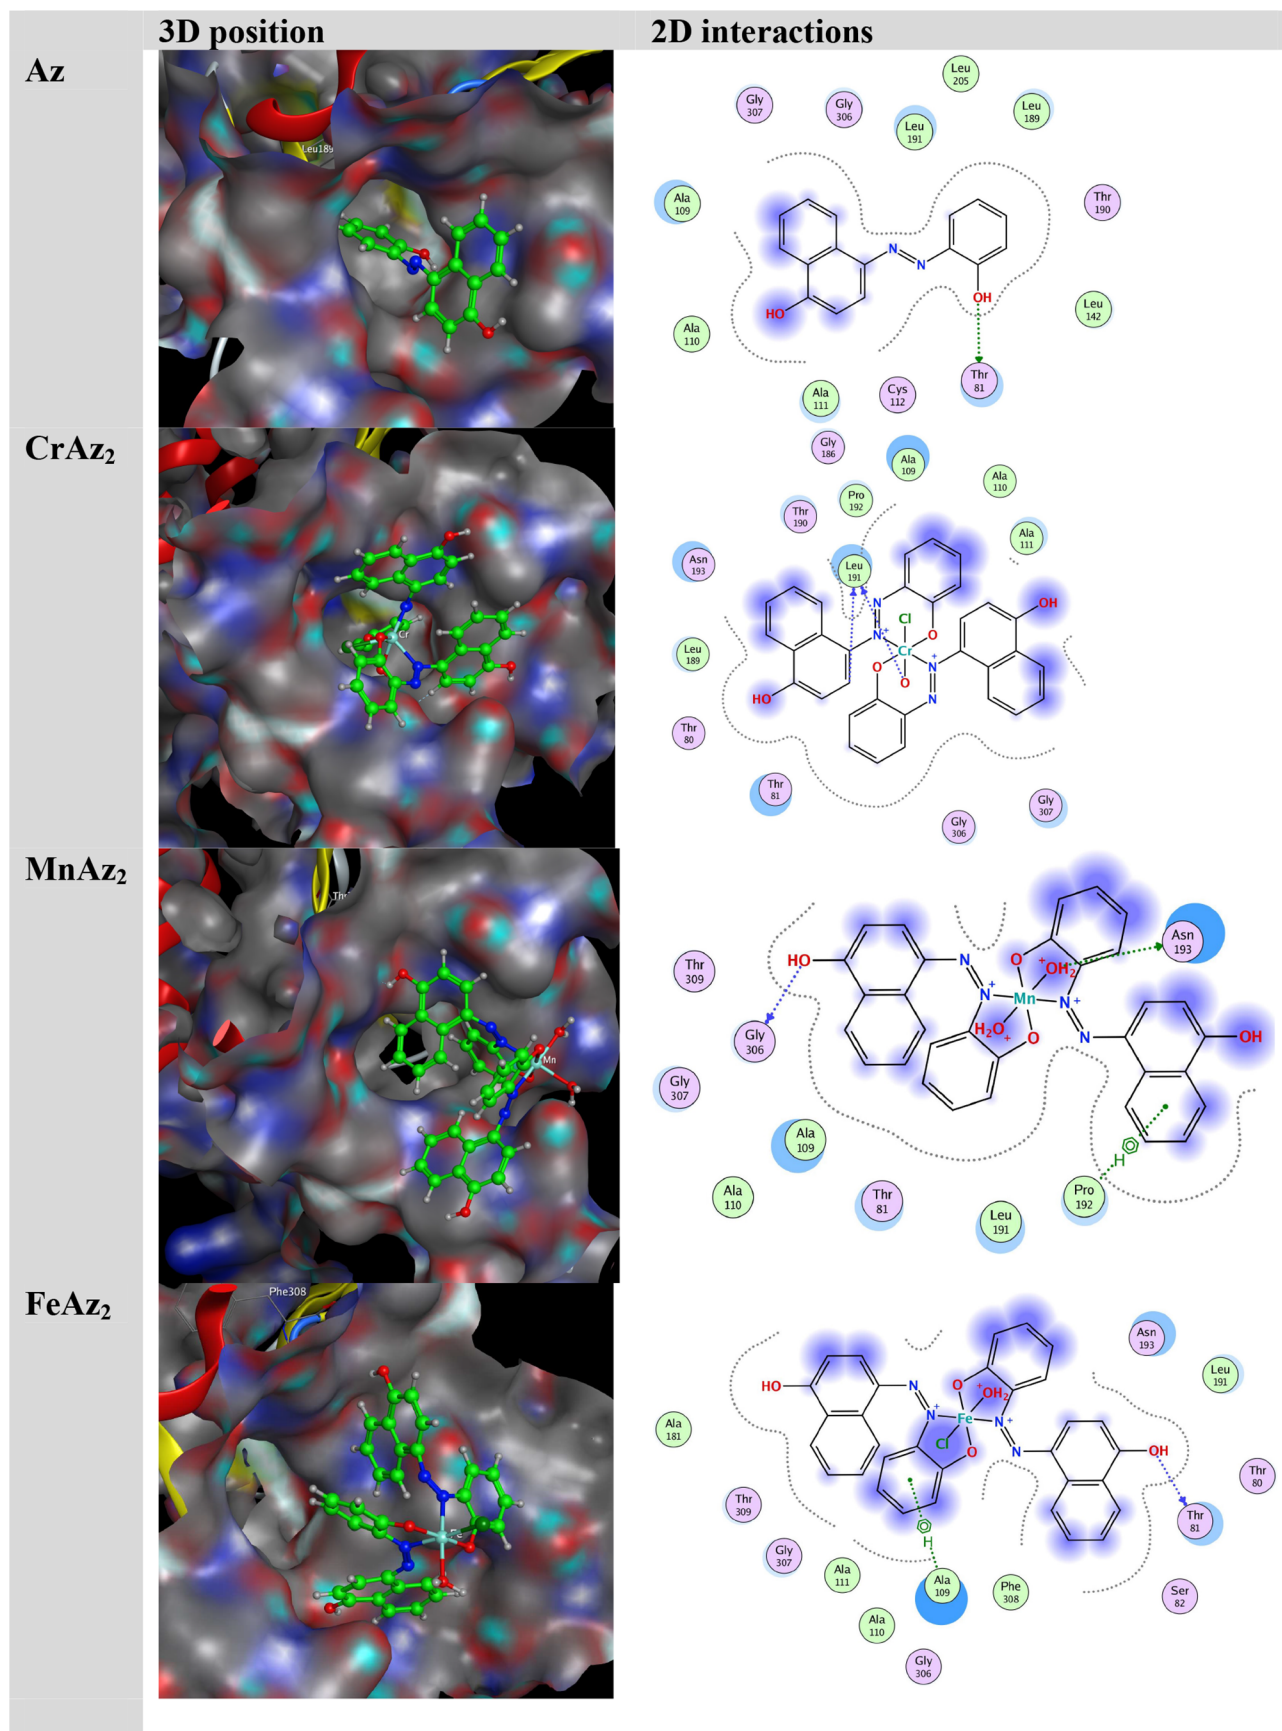 3D position 2D interactions
Az
Leu189
Leu
205
Gly
307
Gly
306
Leu
191
Leu
189
Ala
109
Thr
190
N
N
OH
HO
Leu
142
Ala
110
Thr
81
Ala
111
Cys
112
CrAz₂
Gly
186
Ala
109
Ala
110
Pro
192
Thr
190
Ala
111
Asn
193
Leu
191
OH
N
Cl
N+
O
Cr
N+
O
O
N
HO
Leu
189
Cr
Thr
80
Thr
81
Gly
307
Gly
306
MnAz₂
Asn
193
Thr
309
HO
N
O
+OH₂
N+
Mn
N+
H₂O+
O
N
OH
Gly
306
Mn
Gly
307
Ala
109
H
Ala
110
Thr
81
Leu
191
Pro
192
FeAz₂
Phe308
Asn
193
Leu
191
HO
N
O
+OH₂
N+
Fe
N+
Cl
O
N
OH
Ala
181
Thr
80
Thr
309
Thr
81
H
Gly
307
Ala
111
Ala
109
Phe
308
Ser
82
Ala
110
Gly
306